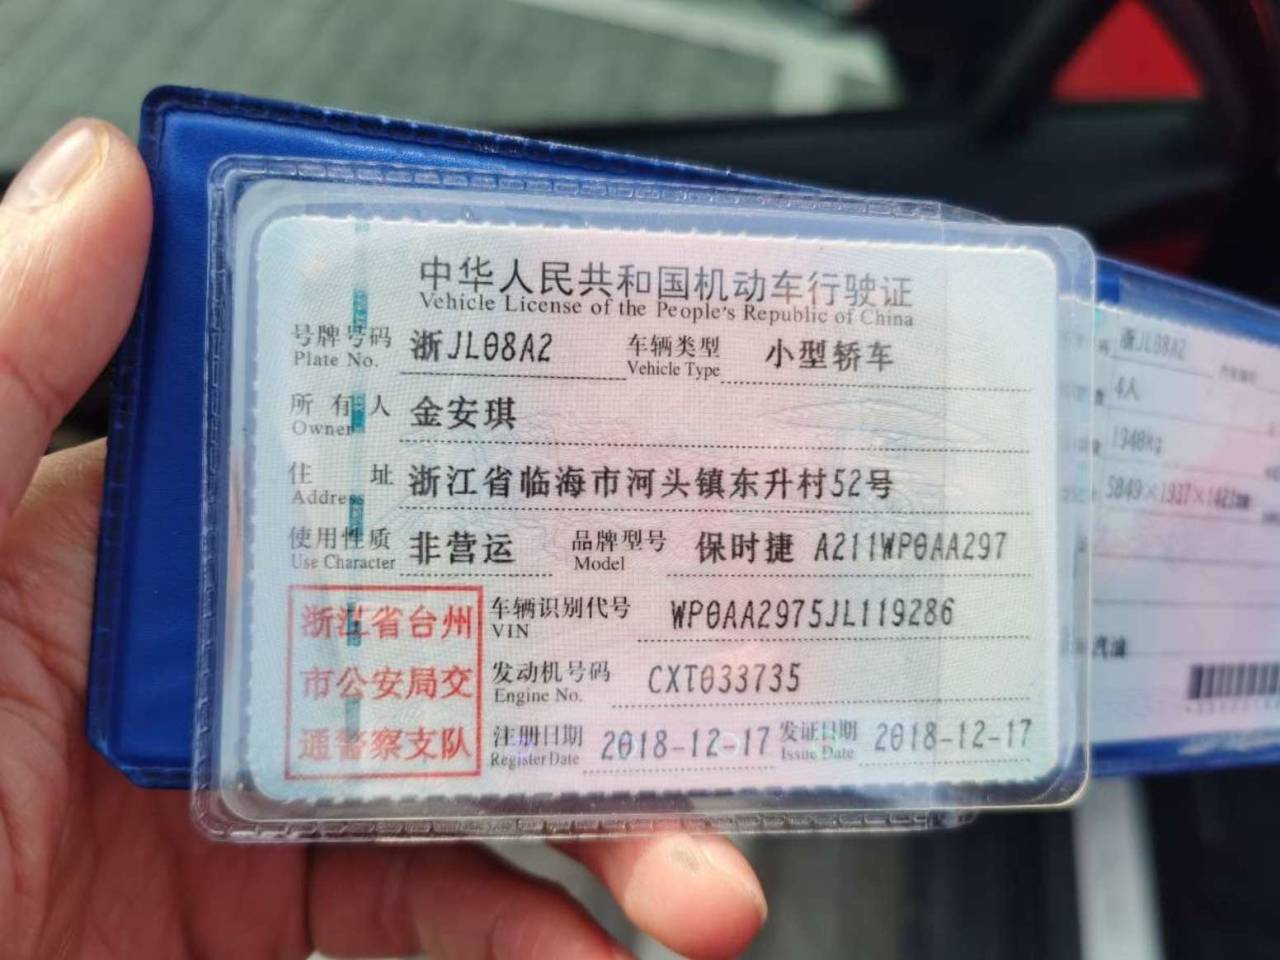 中华人民共和国机动车行驶证
Vehicle License of the People's Republic of China
号牌号码 浙JL08A2 车辆类型 小型轿车
Plate No. Vehicle Type
所有人 金安琪
Owner
住址 浙江省临海市河头镇东升村52号
Address
使用性质 非营运 品牌型号 保时捷 A211WP0AA297
Use Character Model
浙江省台州
市公安局交
通警察支队
车辆识别代号 WP0AA2975JL119286
VIN
发动机号码 CXT033735
Engine No.
注册日期 2018-12-17 发证日期 2018-12-17
Register Date Issue Date
浙JL08A2
4人
1940kg
汽油